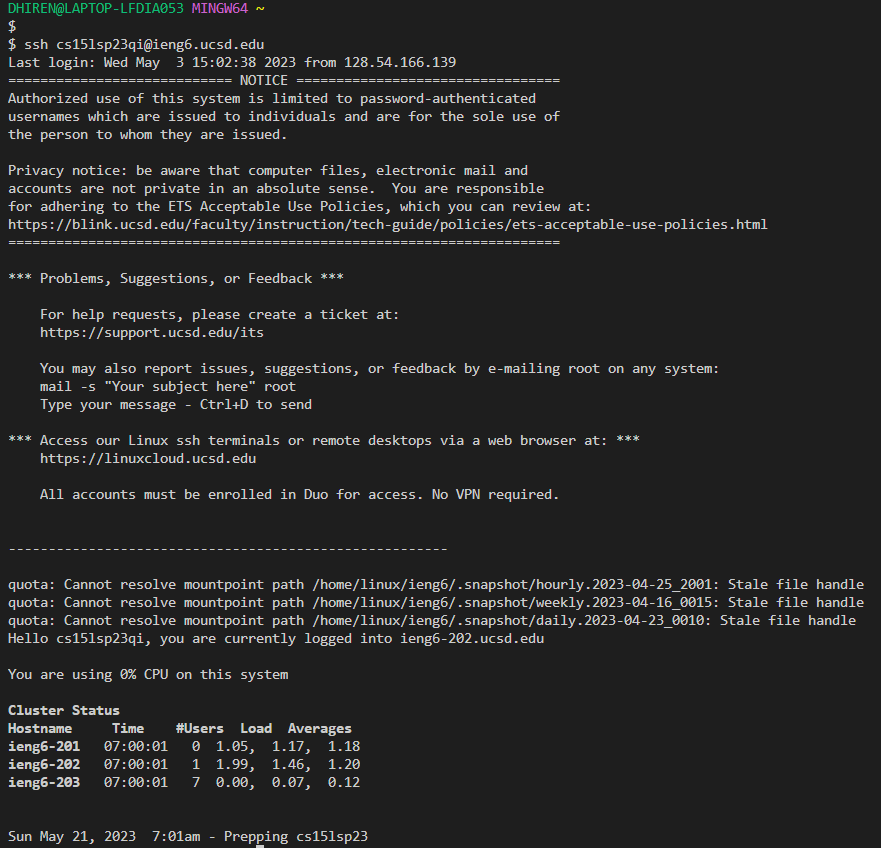 DHIREN@LAPTOP-LFDIA053 MINGW64 ~
$
$ ssh cs15lsp23qi@ieng6.ucsd.edu
Last login: Wed May  3 15:02:38 2023 from 128.54.166.139
============================ NOTICE =================================
Authorized use of this system is limited to password-authenticated
usernames which are issued to individuals and are for the sole use of
the person to whom they are issued.

Privacy notice: be aware that computer files, electronic mail and
accounts are not private in an absolute sense.  You are responsible
for adhering to the ETS Acceptable Use Policies, which you can review at:
https://blink.ucsd.edu/faculty/instruction/tech-guide/policies/ets-acceptable-use-policies.html
=====================================================================

*** Problems, Suggestions, or Feedback ***

    For help requests, please create a ticket at:
    https://support.ucsd.edu/its

    You may also report issues, suggestions, or feedback by e-mailing root on any system:
    mail -s "Your subject here" root
    Type your message - Ctrl+D to send

*** Access our Linux ssh terminals or remote desktops via a web browser at: ***
    https://linuxcloud.ucsd.edu

    All accounts must be enrolled in Duo for access. No VPN required.


-------------------------------------------------------

quota: Cannot resolve mountpoint path /home/linux/ieng6/.snapshot/hourly.2023-04-25_2001: Stale file handle
quota: Cannot resolve mountpoint path /home/linux/ieng6/.snapshot/weekly.2023-04-16_0015: Stale file handle
quota: Cannot resolve mountpoint path /home/linux/ieng6/.snapshot/daily.2023-04-23_0010: Stale file handle
Hello cs15lsp23qi, you are currently logged into ieng6-202.ucsd.edu

You are using 0% CPU on this system

Cluster Status
Hostname     Time    #Users  Load  Averages
ieng6-201   07:00:01   0  1.05,  1.17,  1.18
ieng6-202   07:00:01   1  1.99,  1.46,  1.20
ieng6-203   07:00:01   7  0.00,  0.07,  0.12


Sun May 21, 2023  7:01am - Prepping cs15lsp23